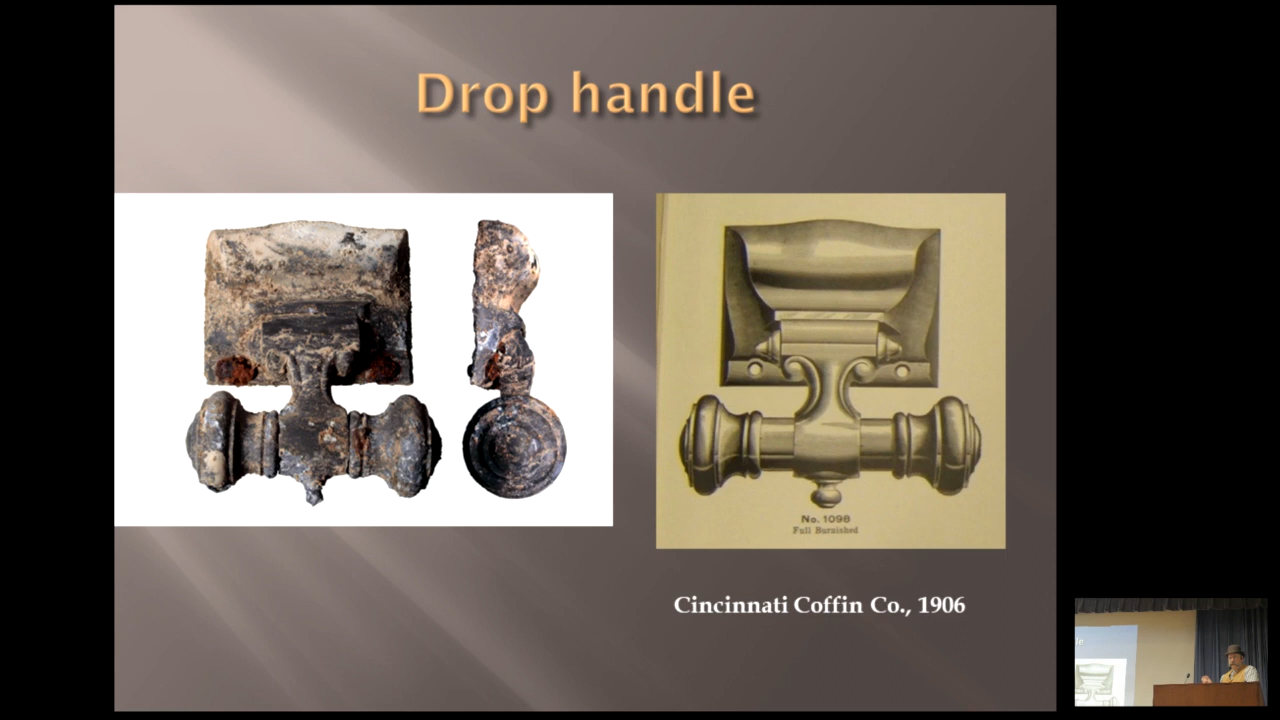 Drop handle
No. 1098
Full Burnished
Cincinnati Coffin Co., 1906